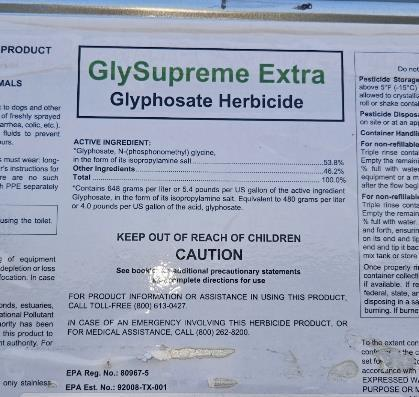 PRODUCT
MALS
to dogs and other
of freshly sprayed
arrhea, colic, etc.).
fluids to prevent
ours.
s must wear: long-
r's instructions for
re are no such
h PPE separately
using the toilet.
g of equipment
depletion or loss
ocation. In case
onds, estuaries,
ational Pollutant
hority has been
this product to
nt authority. For
only stainless
GlySupreme Extra
Glyphosate Herbicide
ACTIVE INGREDIENT:
*Glyphosate, N-(phosphonomethyl) glycine,
in the form of its isopropylamine salt 53.8%
Other Ingredients 46.2%
Total 100.0%
*Contains 648 grams per liter or 5.4 pounds per US gallon of the active ingredient
Glyphosate, in the form of its isopropylamine salt. Equivalent to 480 grams per liter
or 4.0 pounds per US gallon of the acid, glyphosate.
KEEP OUT OF REACH OF CHILDREN
CAUTION
See additional precautionary statements
complete directions for use
FOR PRODUCT INFORMATION OR ASSISTANCE IN USING THIS PRODUCT,
CALL TOLL-FREE (800) 613-0427.
IN CASE OF AN EMERGENCY INVOLVING THIS HERBICIDE PRODUCT, OR
FOR MEDICAL ASSISTANCE, CALL (800) 262-8200.
EPA Reg. No.: 80967-5
EPA Est. No.: 92008-TX-001
Do not
Pesticide Storage
above 5°F (-15°C)
allowed to crystalliz
roll or shake contai
Pesticide Disposa
on site or at an app
Container Handli
For non-refillable
Triple rinse conta
Empty the remaini
¼ full with water
equipment or a m
after the flow begi
For non-refillable
Triple rinse conta
Empty the remain
¼ full with water.
and forth, ensurin
on its end and tip
end and tip it bac
mix tank or store
Once properly rin
container collecti
if available. If re
federal, state, an
disposing in a sa
burning. If burne
To the extent con
the c
set fo
accordance with
EXPRESSED WA
PURPOSE OR M